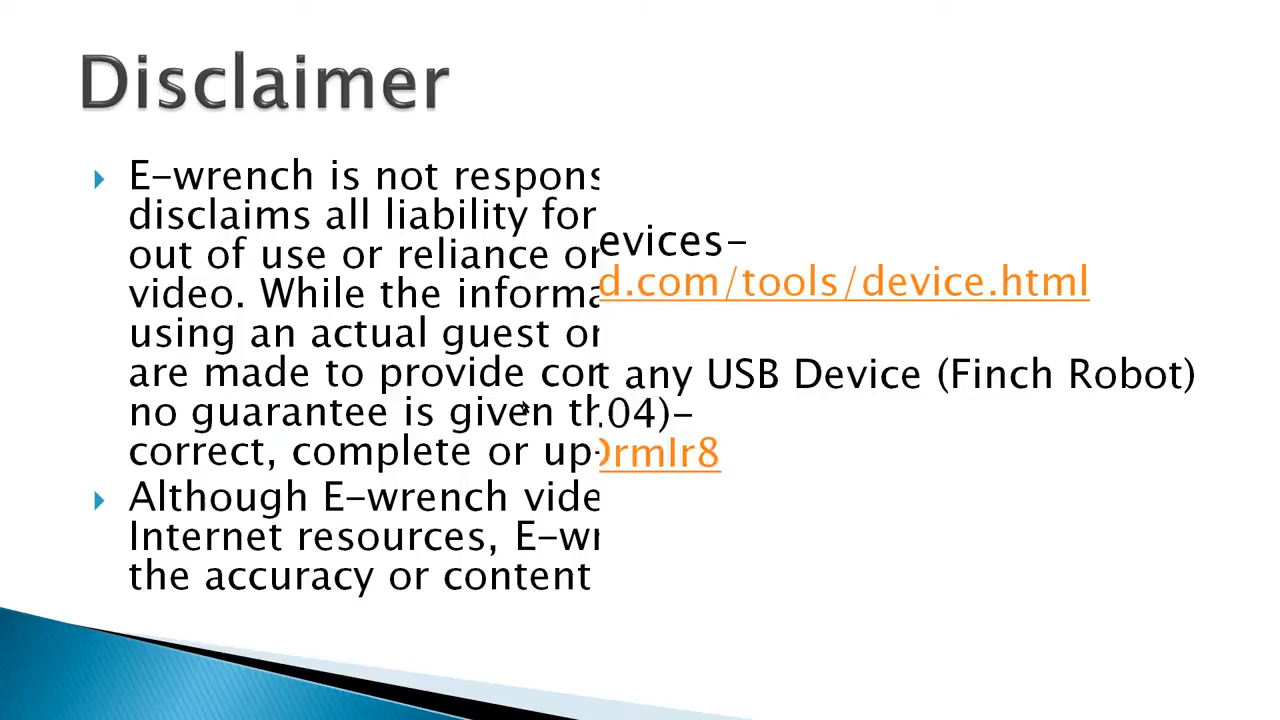 Disclaimer
E-wrench is not respons
disclaims all liability for
out of use or reliance or
video. While the informa
using an actual guest or
are made to provide cor
no guarantee is given th
correct, complete or up-
Although E-wrench vide
Internet resources, E-wr
the accuracy or content
evices-
d.com/tools/device.html
t any USB Device (Finch Robot)
.04)-
rmlr8